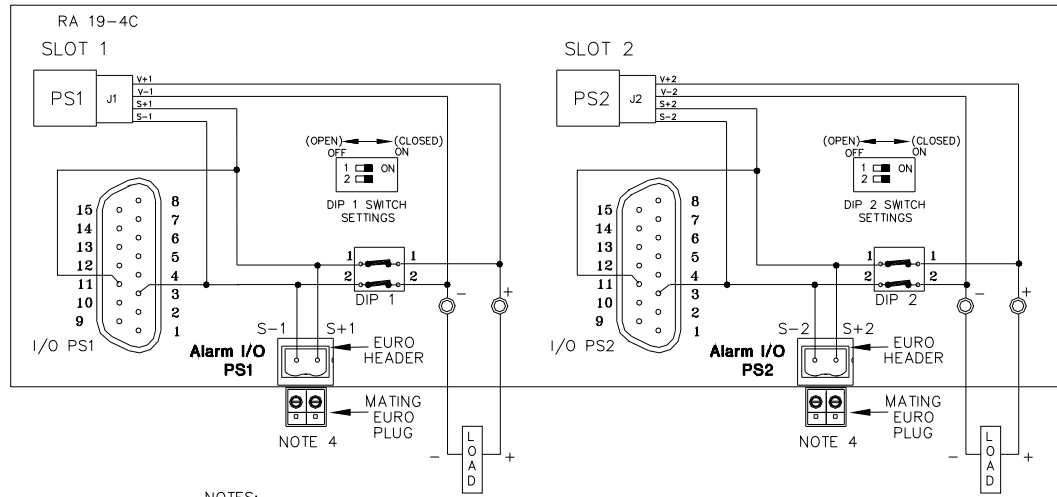 RA 19-4C
SLOT 1
PS1
J1
V+1
V-1
S+1
S-1
(OPEN) (CLOSED)
OFF ON
1 ON
2
DIP 1 SWITCH
SETTINGS
15
14
13
12
11
10
9
8
7
6
5
4
3
2
1
I/O PS1
1 1
2 2
DIP 1
- +
S-1 S+1
Alarm I/O
PS1
EURO
HEADER
MATING
EURO
PLUG
NOTE 4
- +
LOAD
SLOT 2
PS2
J2
V+2
V-2
S+2
S-2
(OPEN) (CLOSED)
OFF ON
1 ON
2
DIP 2 SWITCH
SETTINGS
15
14
13
12
11
10
9
8
7
6
5
4
3
2
1
I/O PS2
1 1
2 2
DIP 2
- +
S-2 S+2
Alarm I/O
PS2
EURO
HEADER
MATING
EURO
PLUG
NOTE 4
- +
LOAD
NOTES: